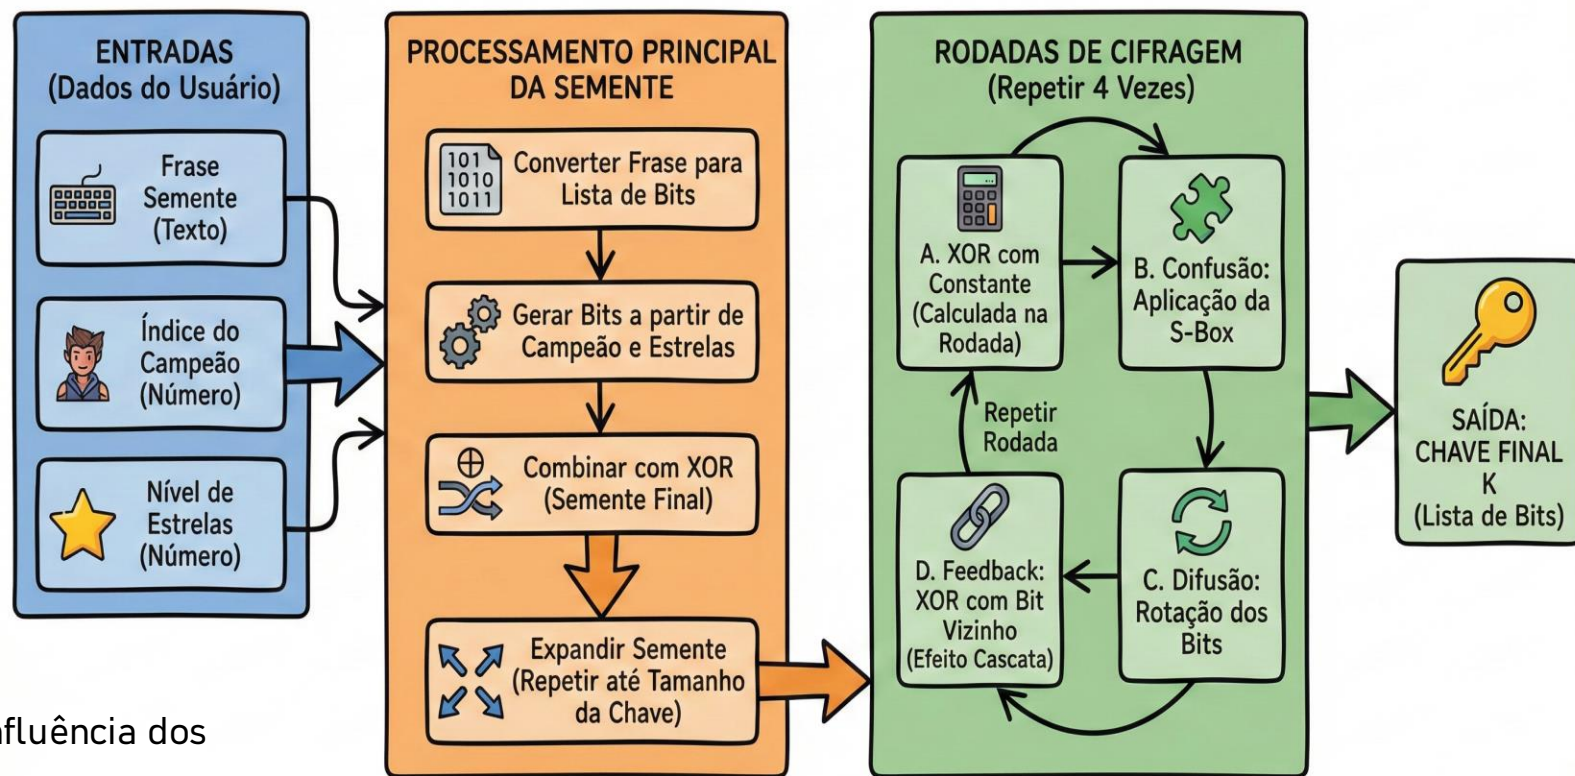 ENTRADAS
(Dados do Usuário)
Frase
Semente
(Texto)
Índice do
Campeão
(Número)
Nível de
Estrelas
(Número)
PROCESSAMENTO PRINCIPAL
DA SEMENTE
101
1010
1011
Converter Frase para
Lista de Bits
Gerar Bits a partir de
Campeão e Estrelas
Combinar com XOR
(Semente Final)
Expandir Semente
(Repetir até Tamanho
da Chave)
RODADAS DE CIFRAGEM
(Repetir 4 Vezes)
A. XOR com
Constante
(Calculada na
Rodada)
B. Confusão:
Aplicação da
S-Box
Repetir
Rodada
D. Feedback:
XOR com Bit
Vizinho
(Efeito Cascata)
C. Difusão:
Rotação dos
Bits
SAÍDA:
CHAVE FINAL
K
(Lista de Bits)
nfluência dos